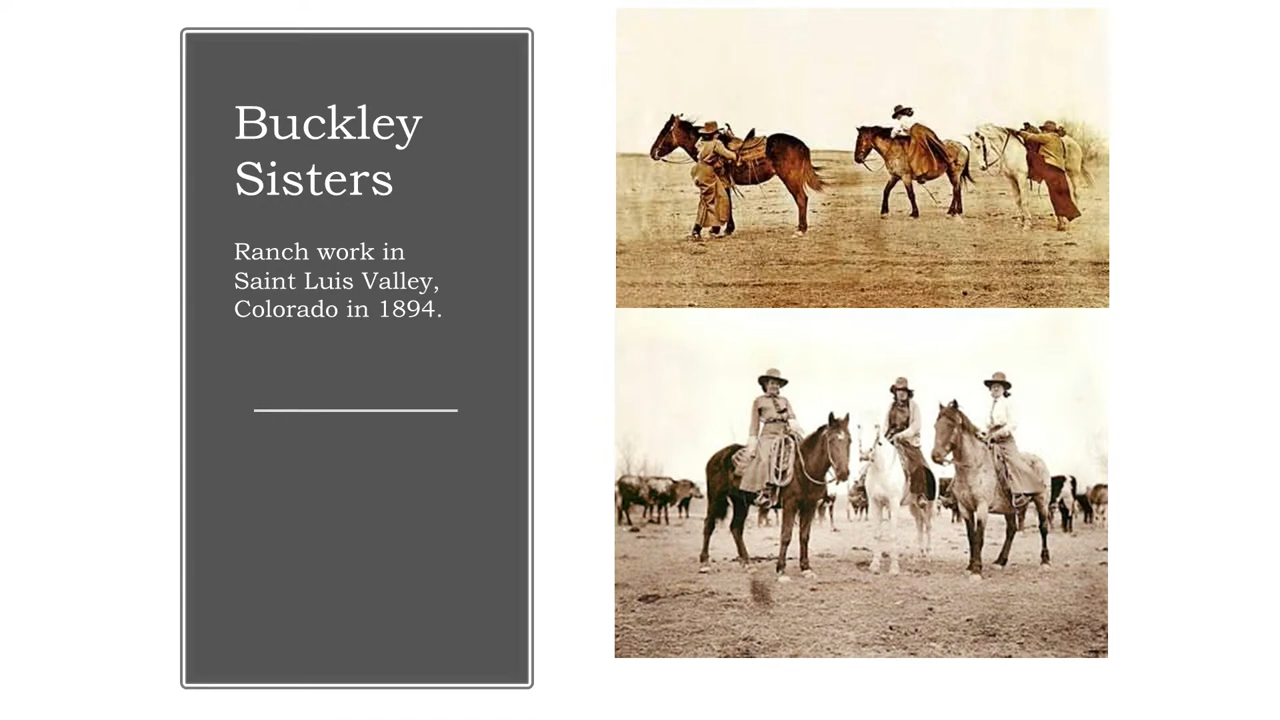 Buckley
Sisters
Ranch work in
Saint Luis Valley,
Colorado in 1894.